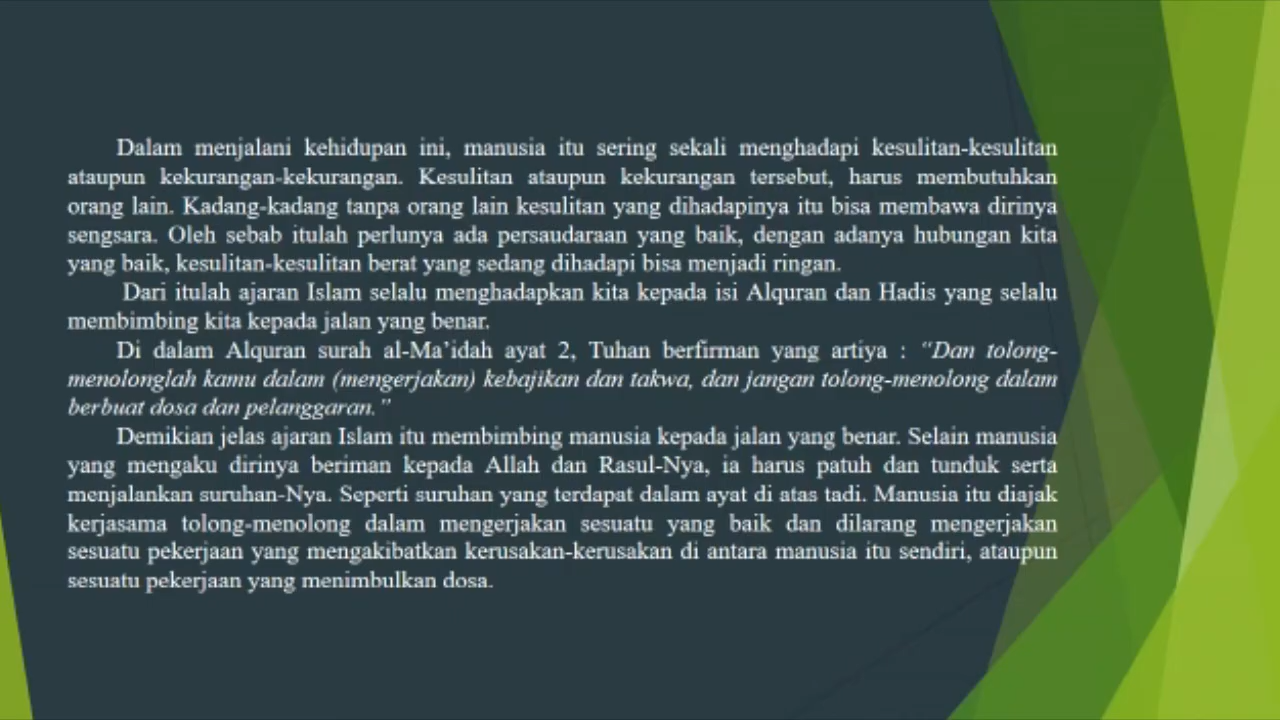 Dalam menjalani kehidupan ini, manusia itu sering sekali menghadapi kesulitan-kesulitan
ataupun kekurangan-kekurangan. Kesulitan ataupun kekurangan tersebut, harus membutuhkan
orang lain. Kadang-kadang tanpa orang lain kesulitan yang dihadapinya itu bisa membawa dirinya
sengsara. Oleh sebab itulah perlunya ada persaudaraan yang baik, dengan adanya hubungan kita
yang baik, kesulitan-kesulitan berat yang sedang dihadapi bisa menjadi ringan.
Dari itulah ajaran Islam selalu menghadapkan kita kepada isi Alquran dan Hadis yang selalu
membimbing kita kepada jalan yang benar.
Di dalam Alquran surah al-Ma’idah ayat 2, Tuhan berfirman yang artiya : “Dan tolong-
menolonglah kamu dalam (mengerjakan) kebajikan dan takwa, dan jangan tolong-menolong dalam
berbuat dosa dan pelanggaran.”
Demikian jelas ajaran Islam itu membimbing manusia kepada jalan yang benar. Selain manusia
yang mengaku dirinya beriman kepada Allah dan Rasul-Nya, ia harus patuh dan tunduk serta
menjalankan suruhan-Nya. Seperti suruhan yang terdapat dalam ayat di atas tadi. Manusia itu diajak
kerjasama tolong-menolong dalam mengerjakan sesuatu yang baik dan dilarang mengerjakan
sesuatu pekerjaan yang mengakibatkan kerusakan-kerusakan di antara manusia itu sendiri, ataupun
sesuatu pekerjaan yang menimbulkan dosa.